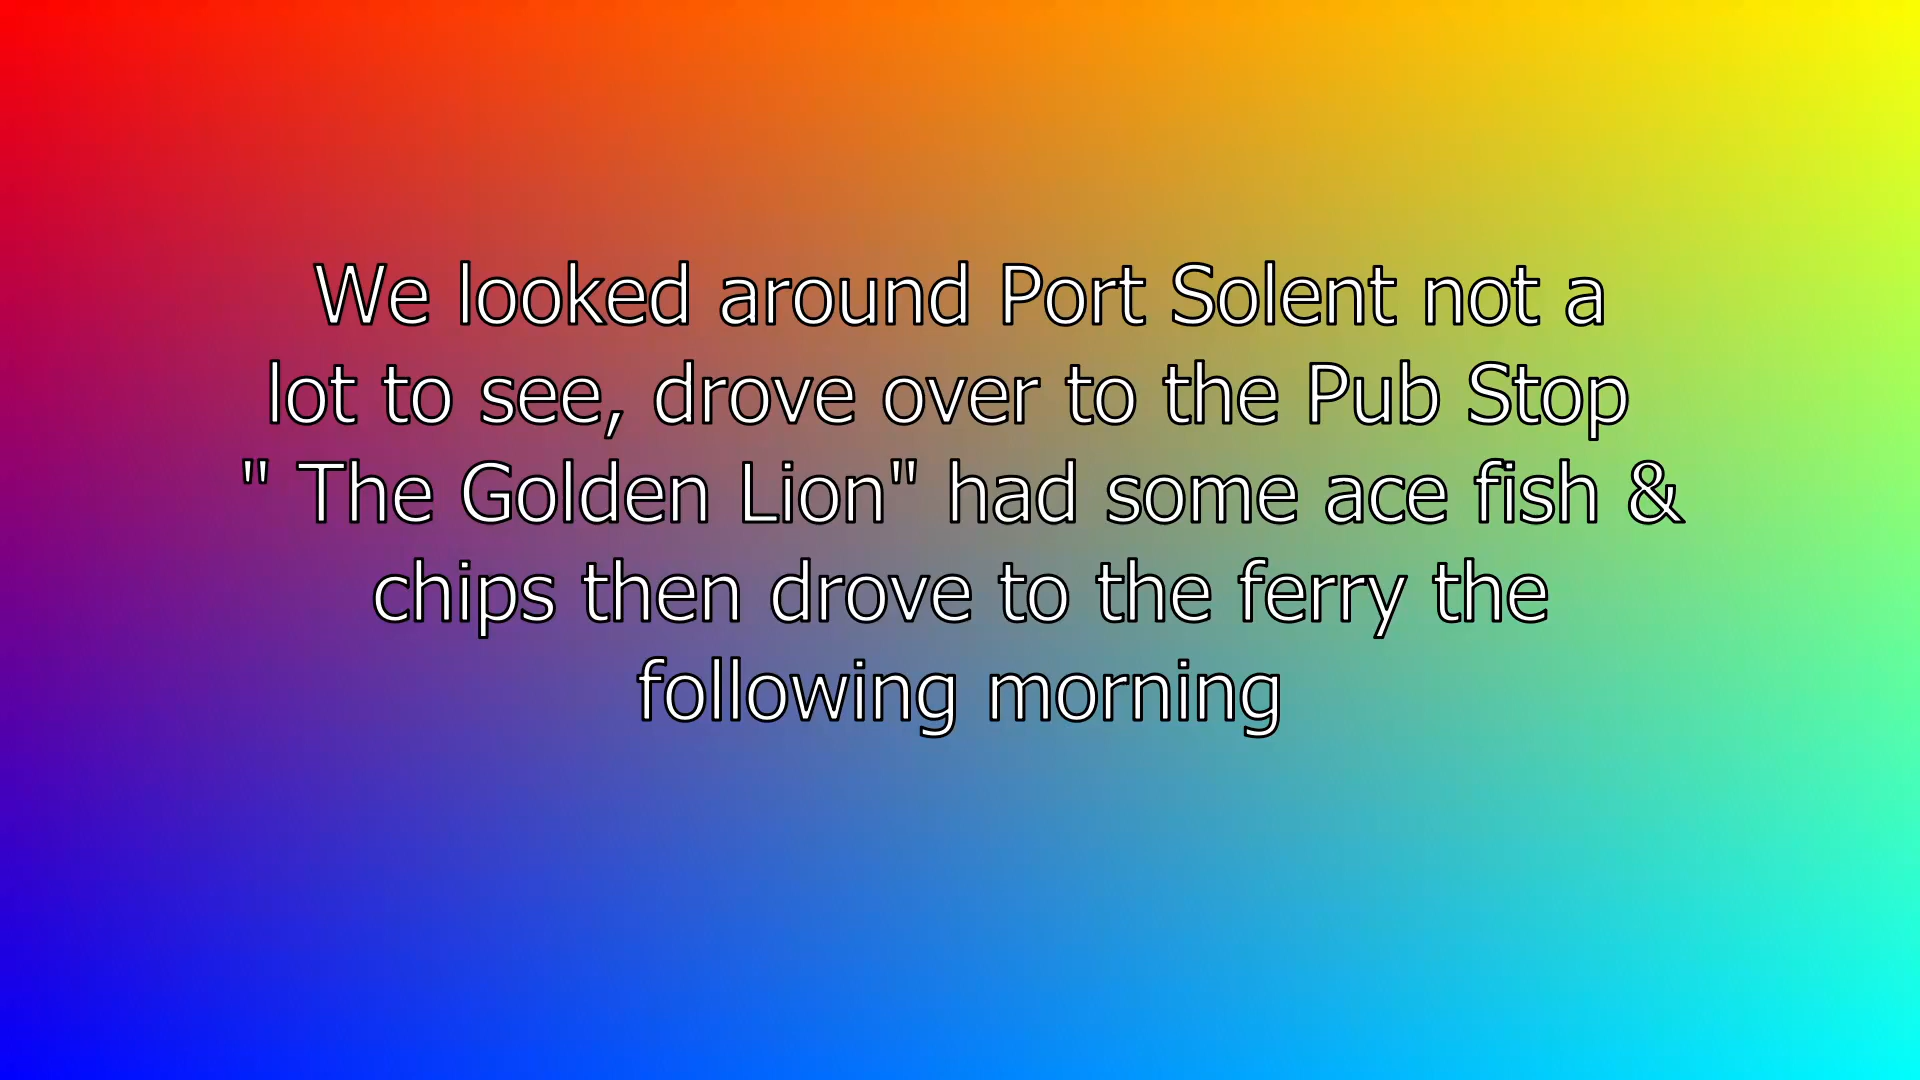 We looked around Port Solent not a
lot to see, drove over to the Pub Stop
" The Golden Lion" had some ace fish &
chips then drove to the ferry the
following morning